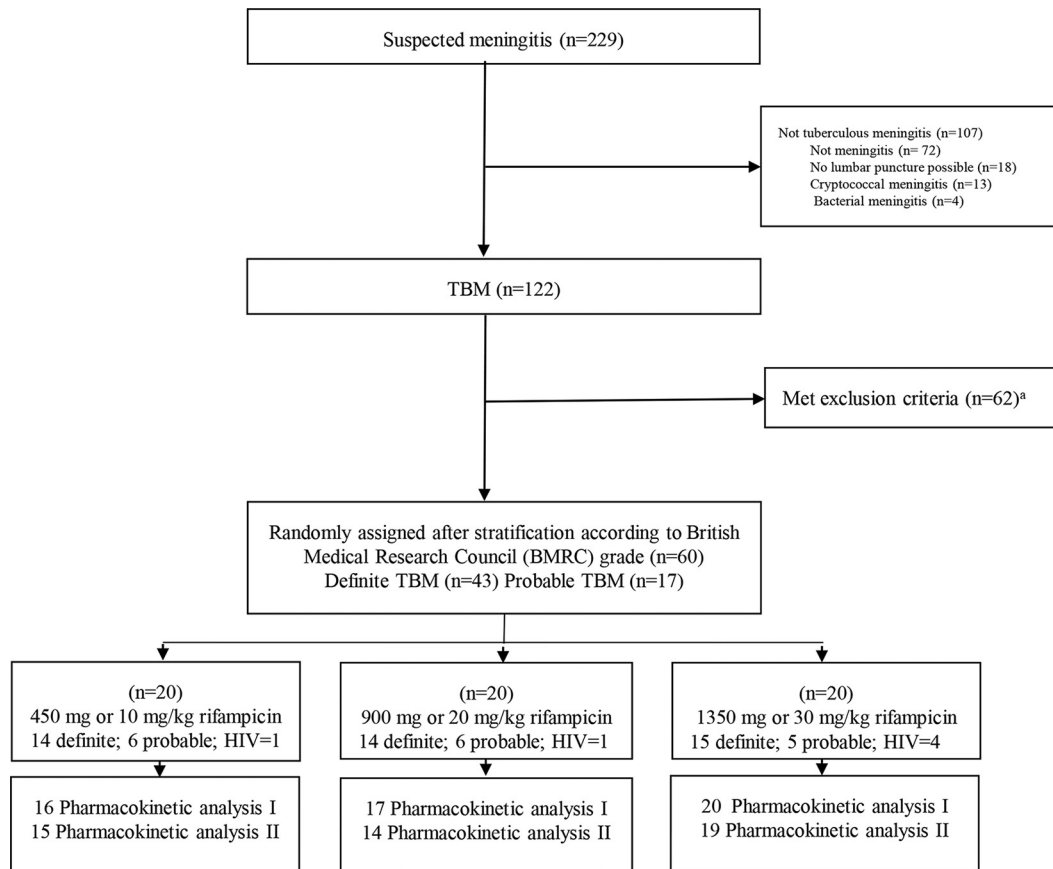 Suspected meningitis (n=229)
Not tuberculous meningitis (n=107)
Not meningitis (n= 72)
No lumbar puncture possible (n=18)
Cryptococcal meningitis (n=13)
Bacterial meningitis (n=4)
TBM (n=122)
Met exclusion criteria (n=62)ᵃ
Randomly assigned after stratification according to British
Medical Research Council (BMRC) grade (n=60)
Definite TBM (n=43) Probable TBM (n=17)
(n=20)
450 mg or 10 mg/kg rifampicin
14 definite; 6 probable; HIV=1
(n=20)
900 mg or 20 mg/kg rifampicin
14 definite; 6 probable; HIV=1
(n=20)
1350 mg or 30 mg/kg rifampicin
15 definite; 5 probable; HIV=4
16 Pharmacokinetic analysis I
15 Pharmacokinetic analysis II
17 Pharmacokinetic analysis I
14 Pharmacokinetic analysis II
20 Pharmacokinetic analysis I
19 Pharmacokinetic analysis II